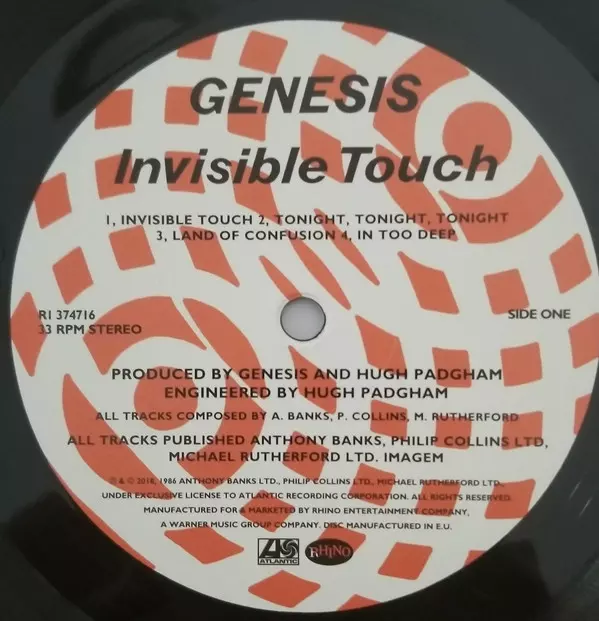 GENESIS
Invisible Touch
1, INVISIBLE TOUCH 2, TONIGHT, TONIGHT, TONIGHT
3, LAND OF CONFUSION 4, IN TOO DEEP
R1 374716
33 RPM STEREO
SIDE ONE
PRODUCED BY GENESIS AND HUGH PADGHAM
ENGINEERED BY HUGH PADGHAM
ALL TRACKS COMPOSED BY A. BANKS, P. COLLINS, M. RUTHERFORD
ALL TRACKS PUBLISHED ANTHONY BANKS, PHILIP COLLINS LTD,
MICHAEL RUTHERFORD LTD. IMAGEM
℗ & © 2018, 1986 ANTHONY BANKS LTD., PHILIP COLLINS LTD., MICHAEL RUTHERFORD LTD.,
UNDER EXCLUSIVE LICENSE TO ATLANTIC RECORDING CORPORATION. ALL RIGHTS RESERVED.
MANUFACTURED FOR & MARKETED BY RHINO ENTERTAINMENT COMPANY,
A WARNER MUSIC GROUP COMPANY. DISC MANUFACTURED IN E.U.
ATLANTIC
RHINO